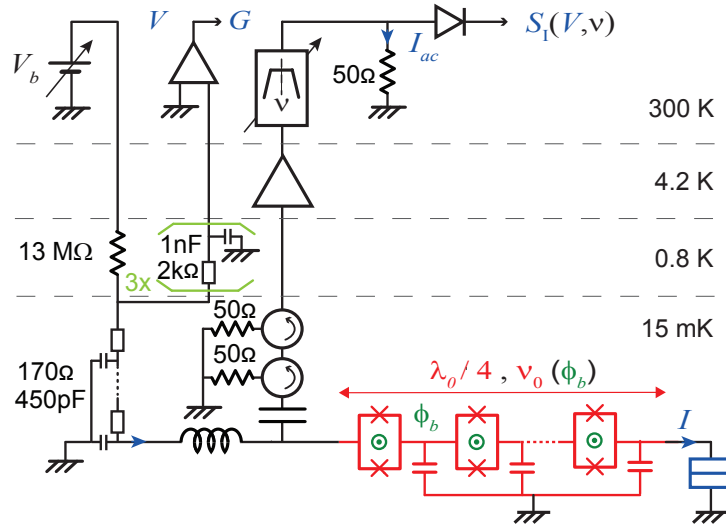 V G S_I(V,ν)
V_b I_ac
50Ω
ν
300 K
4.2 K
13 MΩ 1nF
3x 2kΩ 0.8 K
50Ω 15 mK
50Ω
170Ω
450pF
λ_0/4 , ν_0 (ϕ_b)
ϕ_b I